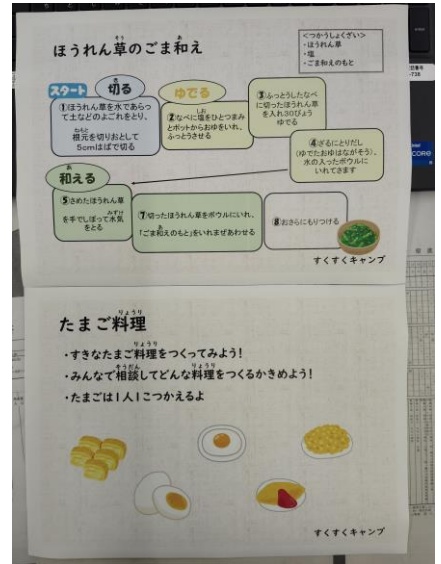 ほうれん草のごま和え
<つかうしょくざい>
・ほうれん草
・塩
・ごま和えのもと
スタート
切る
①ほうれん草を水であらっ
て土などのよごれをとり、
根元を切りおとして
5cmはばで切る
ゆでる
②なべに塩をひとつまみ
とポットからおゆをいれ、
ふっとうさせる
③ふっとうしたなべ
に切ったほうれん草
を入れ30びょう
ゆでる
④ざるにとりだし
(ゆでたおゆはながそう)、
水の入ったボウルに
いれてさます
和える
⑤さめたほうれん草
を手でしぼって水気
をとる
⑦切ったほうれん草をボウルにいれ、
「ごま和えのもと」をいれまぜあわせる
⑧おさらにもりつける
すくすくキャンプ
たまご料理
・すきなたまご料理をつくってみよう!
・みんなで相談してどんな料理をつくるかきめよう!
・たまごは1人1こつかえるよ
すくすくキャンプ